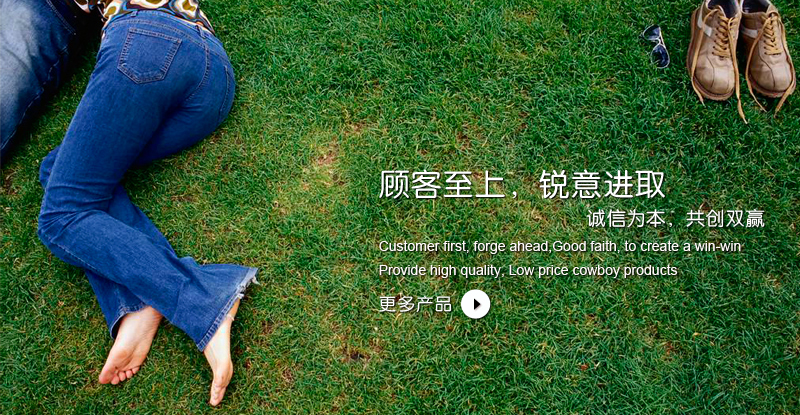 顾客至上，锐意进取
诚信为本，共创双赢
Customer first, forge ahead,Good faith, to create a win-win
Provide high quality, Low price cowboy products
更多产品